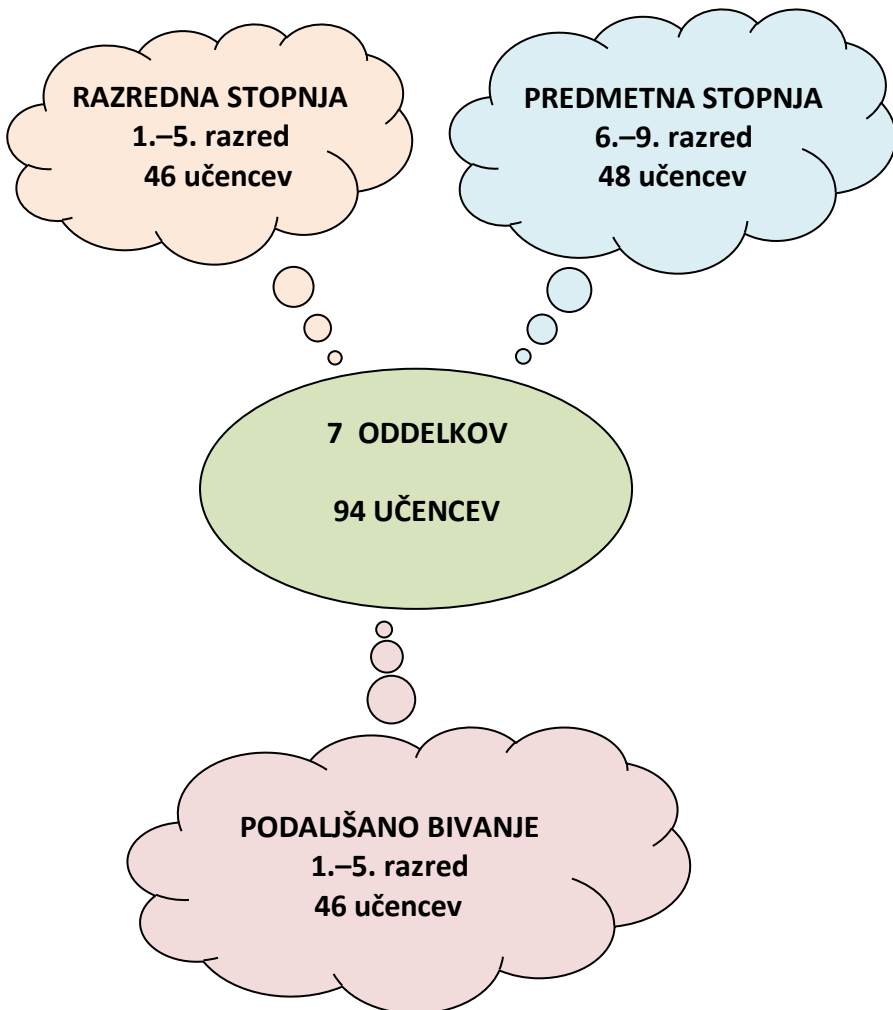 RAZREDNA STOPNJA
1.–5. razred
46 učencev
PREDMETNA STOPNJA
6.–9. razred
48 učencev
7 ODDELKOV
94 UČENCEV
PODALJŠANO BIVANJE
1.–5. razred
46 učencev